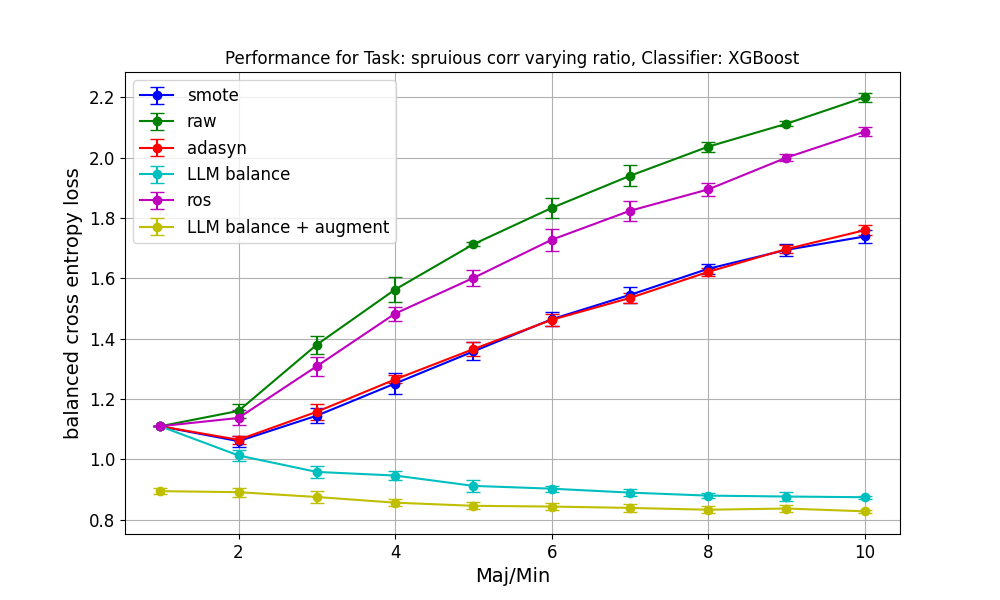 Performance for Task: spruious corr varying ratio, Classifier: XGBoost
smote
raw
adasyn
LLM balance
ros
LLM balance + augment
balanced cross entropy loss
2.2
2.0
1.8
1.6
1.4
1.2
1.0
0.8
2 4 6 8 10
Maj/Min